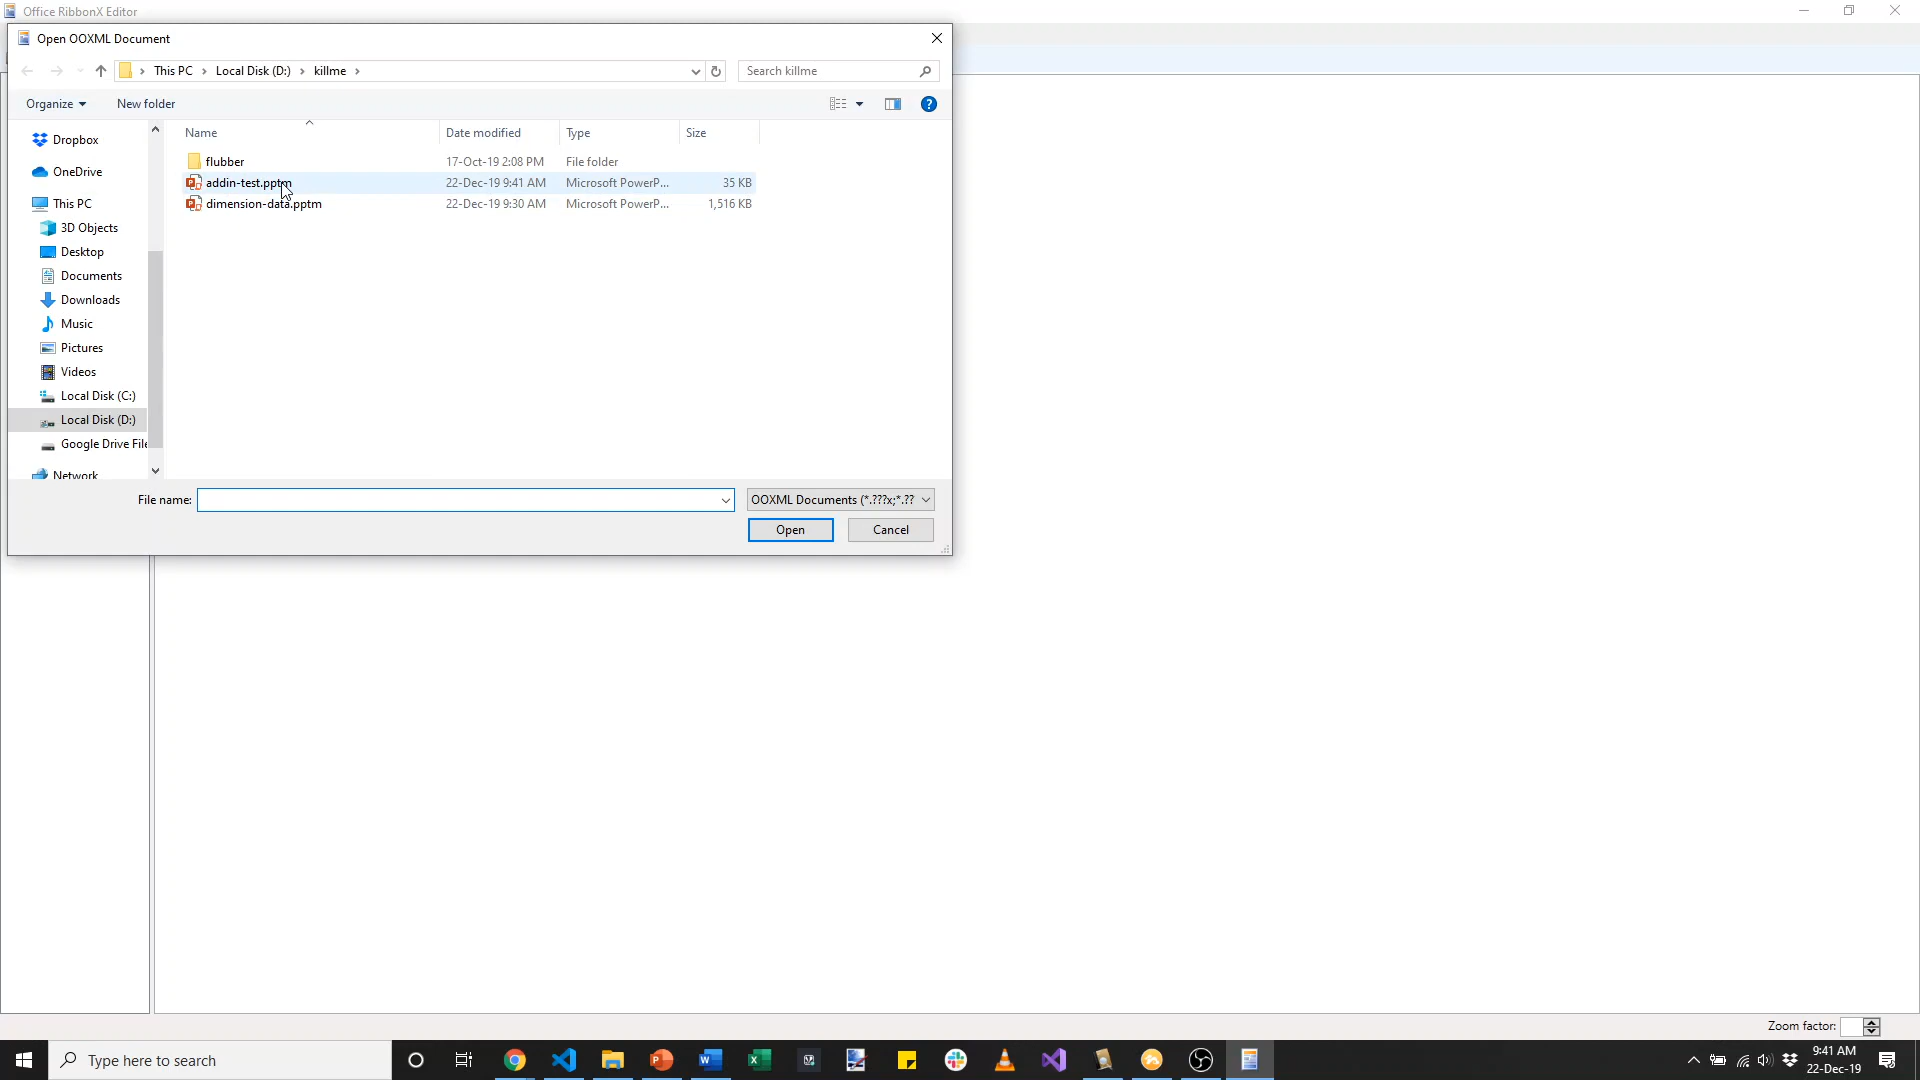 Office RibbonX Editor
Open OOXML Document
This PC
Local Disk (D:)
killme
Search killme
Organize
New folder
Name
Date modified
Type
Size
Dropbox
OneDrive
This PC
3D Objects
Desktop
Documents
Downloads
Music
Pictures
Videos
Local Disk (C:)
Local Disk (D:)
Google Drive File
Network
flubber 17-Oct-19 2:08 PM File folder
addin-test.pptm 22-Dec-19 9:41 AM Microsoft PowerP... 35 KB
dimension-data.pptm 22-Dec-19 9:30 AM Microsoft PowerP... 1,516 KB
File name:
OOXML Documents (*.???x;*.??
Open
Cancel
Zoom factor:
Type here to search
9:41 AM
22-Dec-19